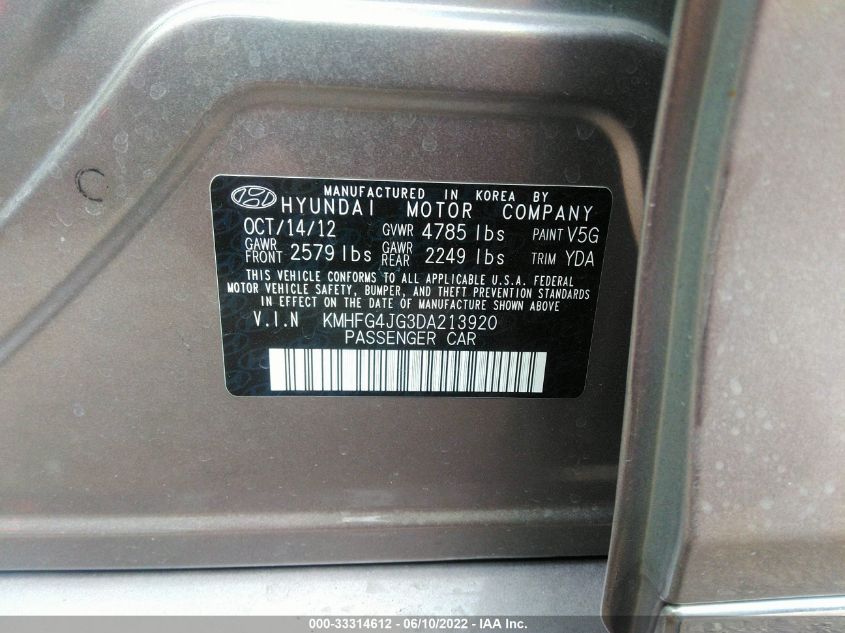 C
MANUFACTURED IN KOREA BY
HYUNDAI MOTOR COMPANY
OCT/14/12 GVWR 4785 lbs PAINT V5G
GAWR FRONT 2579 lbs GAWR REAR 2249 lbs TRIM YDA
THIS VEHICLE CONFORMS TO ALL APPLICABLE U.S.A. FEDERAL
MOTOR VEHICLE SAFETY, BUMPER, AND THEFT PREVENTION STANDARDS
IN EFFECT ON THE DATE OF MANUFACTURE SHOWN ABOVE
V.I.N KMHFG4JG3DA213920
PASSENGER CAR
000-33314612 - 06/10/2022 - IAA Inc.